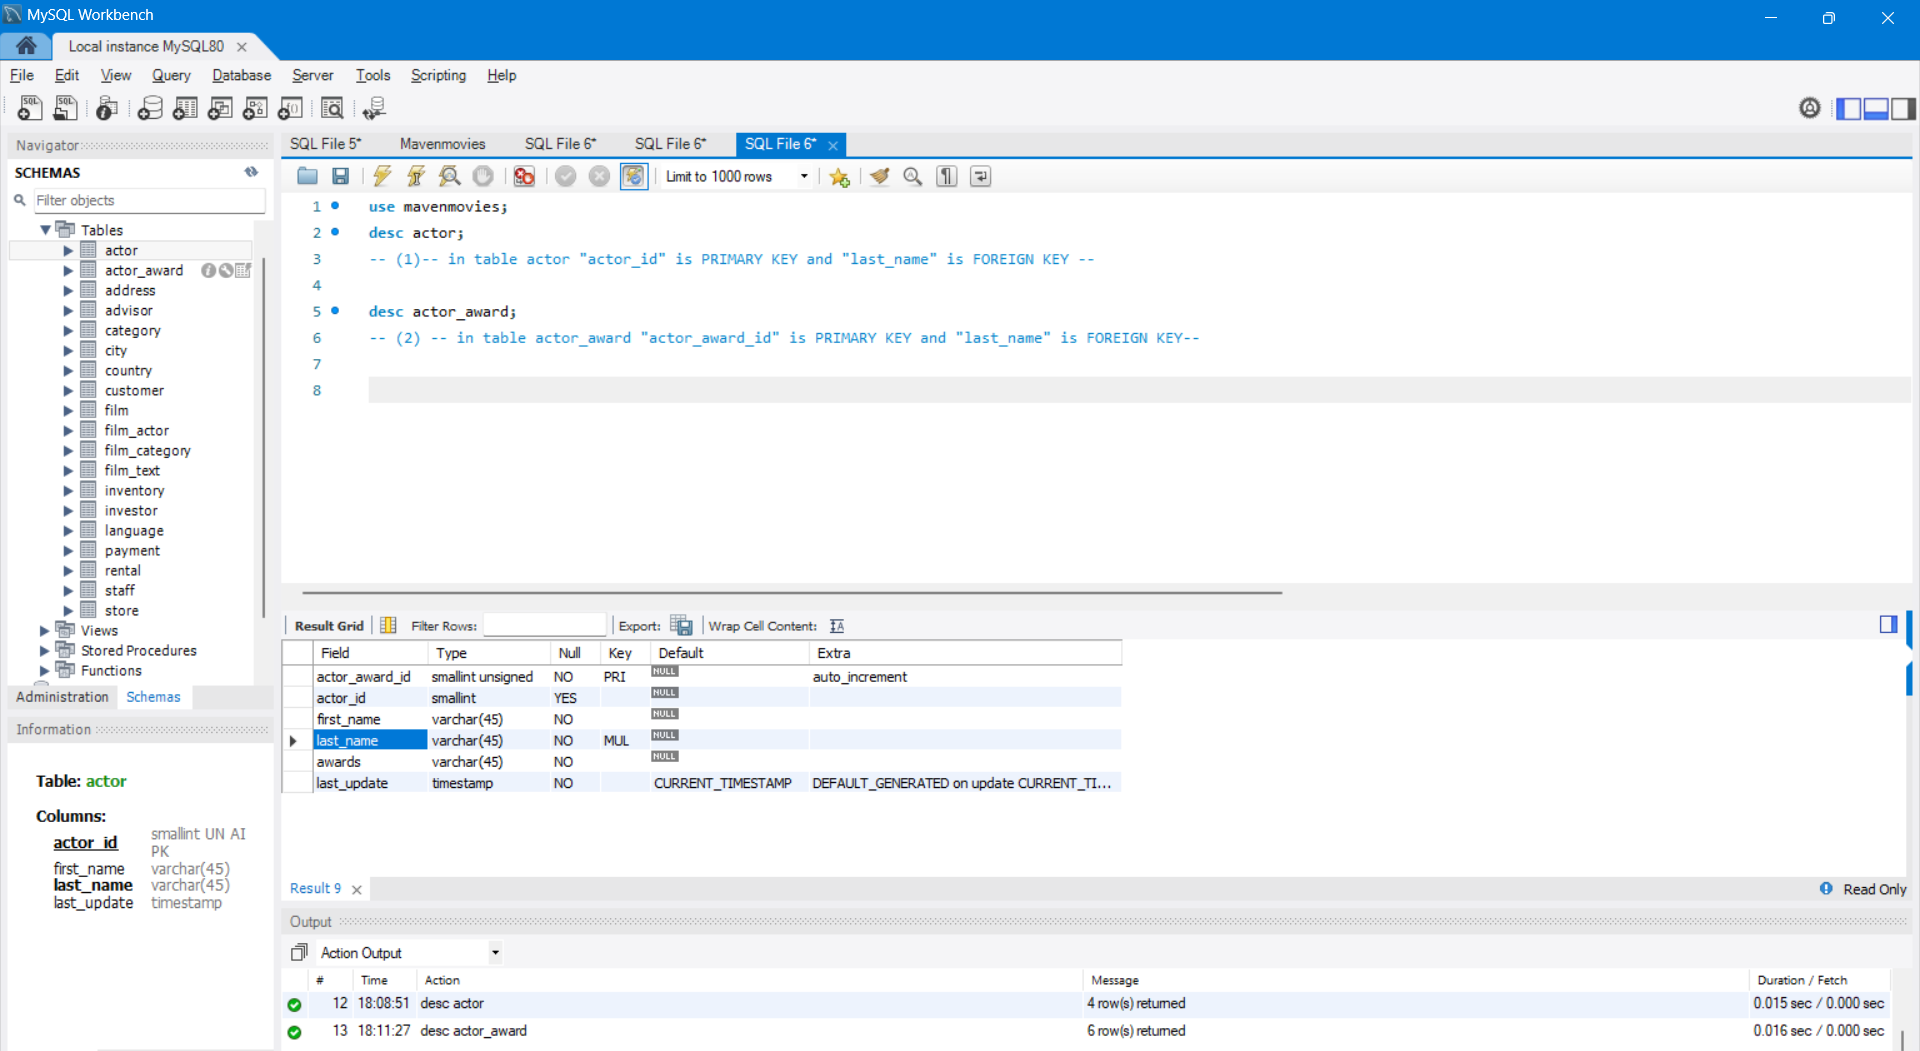 MySQL Workbench
Local instance MySQL80
File Edit View Query Database Server Tools Scripting Help
Navigator
SCHEMAS
Filter objects
Tables
actor
actor_award
address
advisor
category
city
country
customer
film
film_actor
film_category
film_text
inventory
investor
language
payment
rental
staff
store
Views
Stored Procedures
Functions
Administration Schemas
Information
Table: actor
Columns:
actor_id smallint UN AI PK
first_name varchar(45)
last_name varchar(45)
last_update timestamp
SQL File 5* Mavenmovies SQL File 6* SQL File 6* SQL File 6*
Limit to 1000 rows
1 use mavenmovies;
2 desc actor;
3 -- (1)-- in table actor "actor_id" is PRIMARY KEY and "last_name" is FOREIGN KEY --
4
5 desc actor_award;
6 -- (2) -- in table actor_award "actor_award_id" is PRIMARY KEY and "last_name" is FOREIGN KEY--
7
8
Result Grid Filter Rows: Export: Wrap Cell Content:
Field Type Null Key Default Extra
actor_award_id smallint unsigned NO PRI NULL auto_increment
actor_id smallint YES NULL
first_name varchar(45) NO NULL
last_name varchar(45) NO MUL NULL
awards varchar(45) NO NULL
last_update timestamp NO CURRENT_TIMESTAMP DEFAULT_GENERATED on update CURRENT_TI...
Result 9 Read Only
Output
Action Output
# Time Action Message Duration / Fetch
12 18:08:51 desc actor 4 row(s) returned 0.015 sec / 0.000 sec
13 18:11:27 desc actor_award 6 row(s) returned 0.016 sec / 0.000 sec